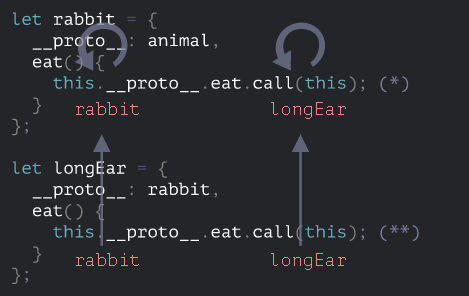 let rabbit = {
  __proto__: animal,
  eat() {
    this.__proto__.eat.call(this); (*)
rabbit longEar
  }
};
let longEar = {
  __proto__: rabbit,
  eat() {
    this.__proto__.eat.call(this); (**)
  }
rabbit longEar
};